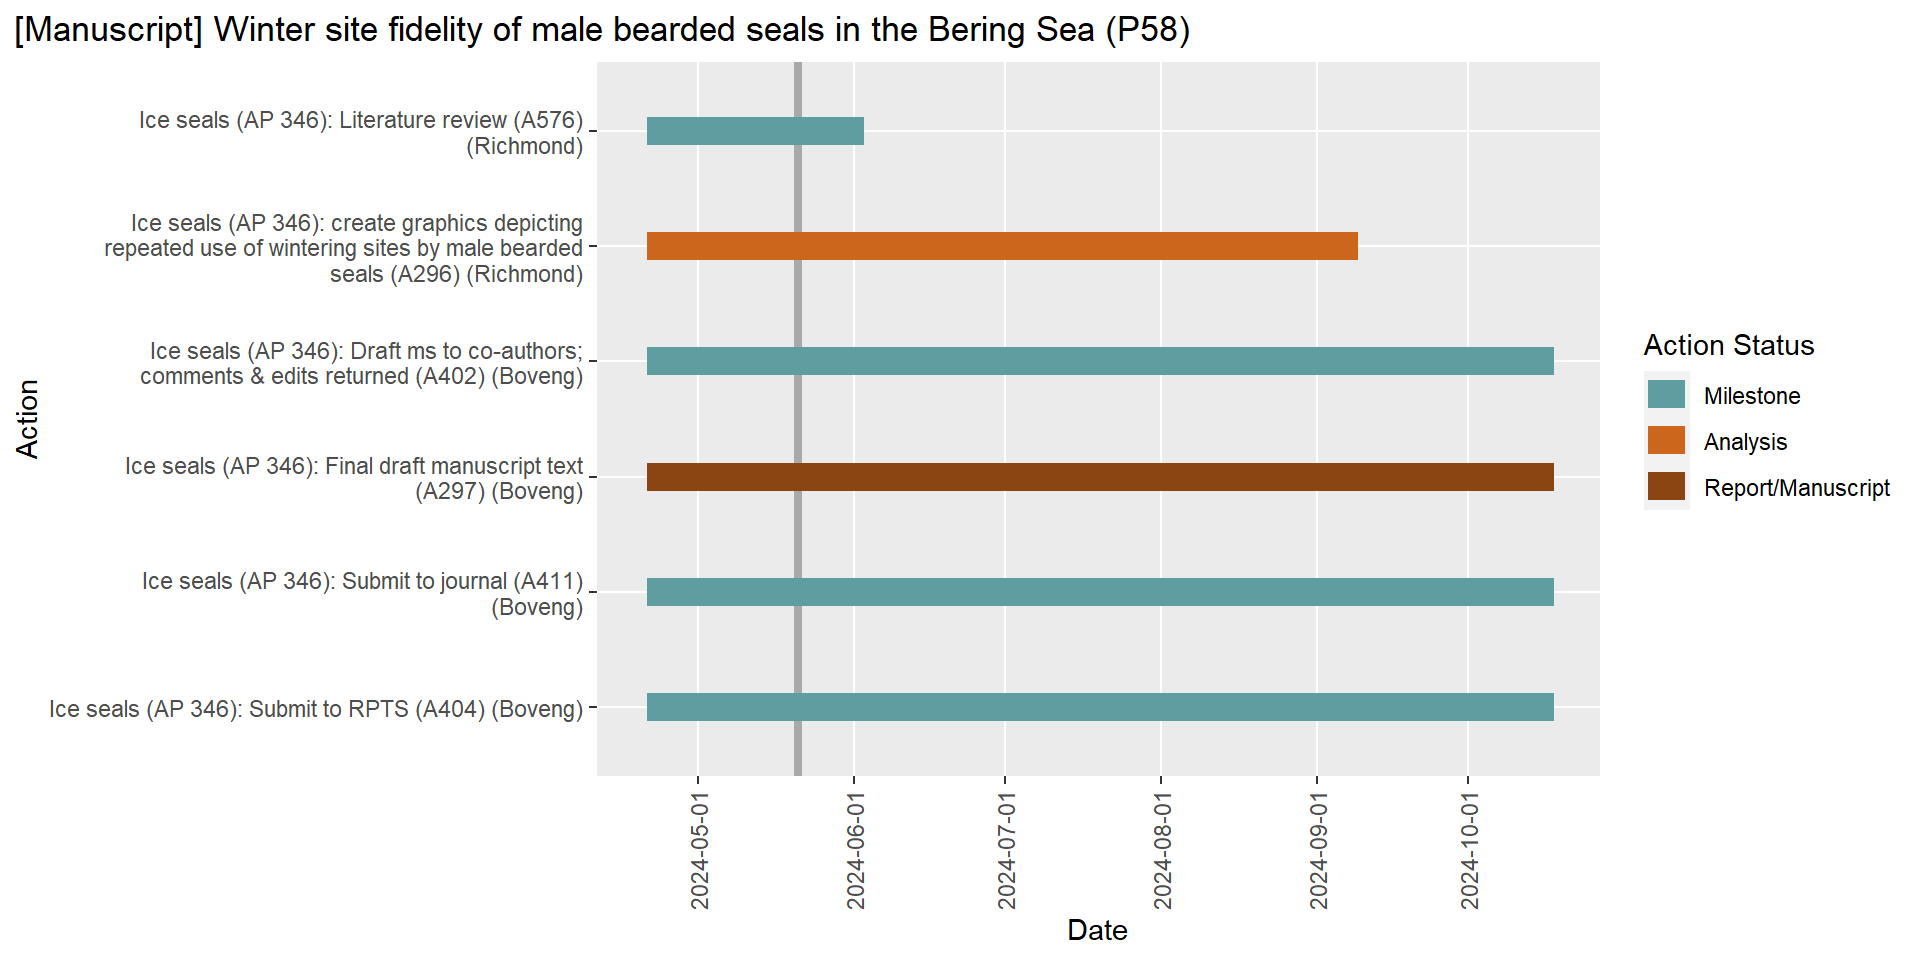 [Manuscript] Winter site fidelity of male bearded seals in the Bering Sea (P58)
Ice seals (AP 346): Literature review (A576)
(Richmond)
Ice seals (AP 346): create graphics depicting
repeated use of wintering sites by male bearded
seals (A296) (Richmond)
Ice seals (AP 346): Draft ms to co-authors;
comments & edits returned (A402) (Boveng)
Ice seals (AP 346): Final draft manuscript text
(A297) (Boveng)
Ice seals (AP 346): Submit to journal (A411)
(Boveng)
Ice seals (AP 346): Submit to RPTS (A404) (Boveng)
Action
2024-05-01
2024-06-01
2024-07-01
2024-08-01
2024-09-01
2024-10-01
Date
Action Status
Milestone
Analysis
Report/Manuscript